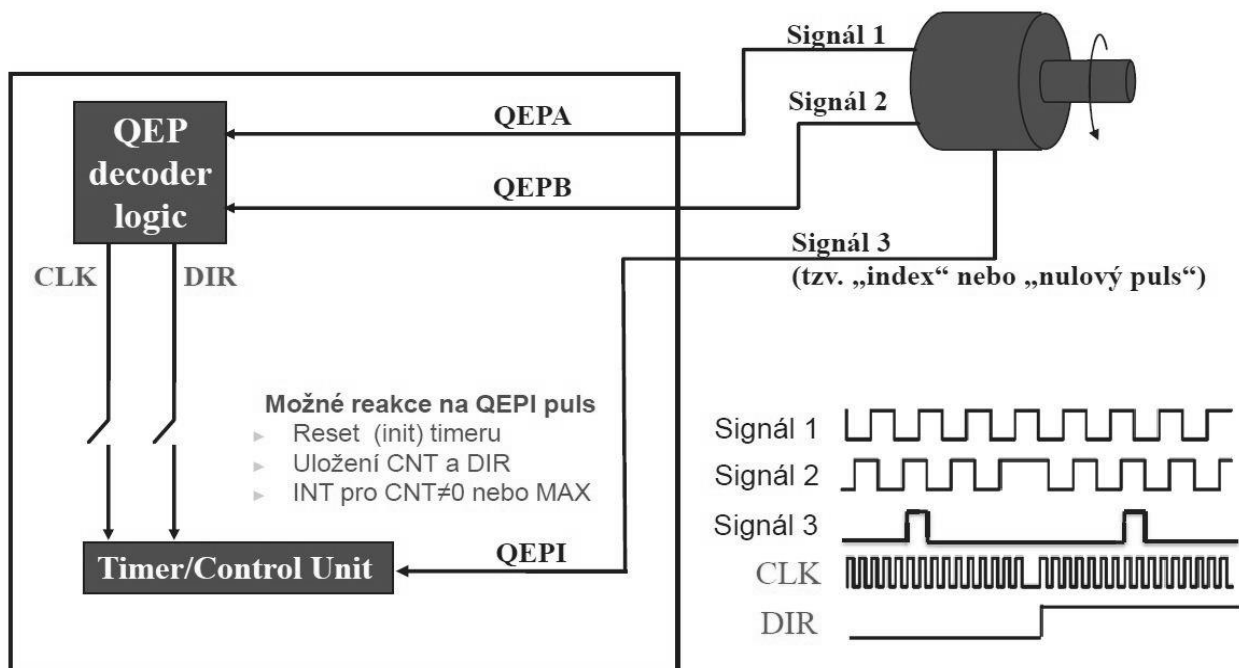 Signál 1
Signál 2
QEPA
QEP
decoder
logic
QEPB
Signál 3
(tzv. „index“ nebo „nulový puls“)
CLK
DIR
Možné reakce na QEPI puls
► Reset (init) timeru
► Uložení CNT a DIR
► INT pro CNT≠0 nebo MAX
QEPI
Timer/Control Unit
Signál 1
Signál 2
Signál 3
CLK
DIR